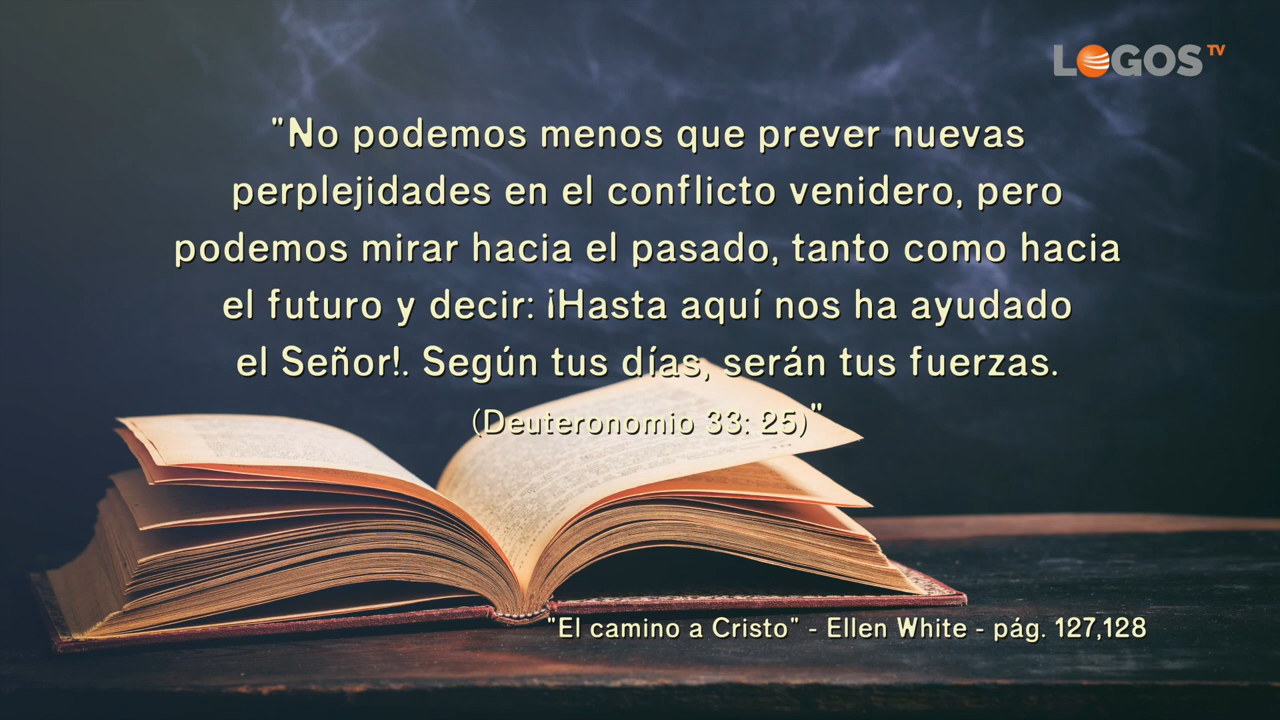 LOGOS TV
"No podemos menos que prever nuevas
perplejidades en el conflicto venidero, pero
podemos mirar hacia el pasado, tanto como hacia
el futuro y decir: ¡Hasta aquí nos ha ayudado
el Señor!. Según tus días, serán tus fuerzas.
(Deuteronomio 33: 25)"
"El camino a Cristo" - Ellen White - pág. 127,128